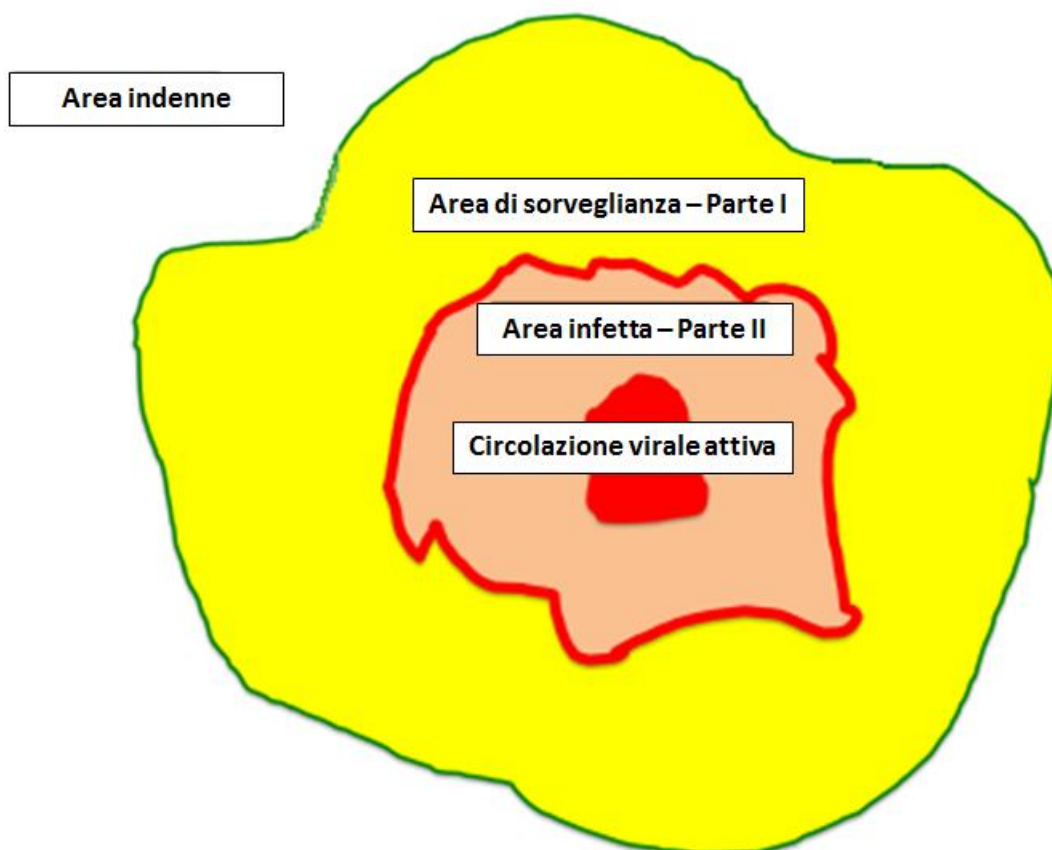 Area indenne
Area di sorveglianza – Parte I
Area infetta – Parte II
Circolazione virale attiva